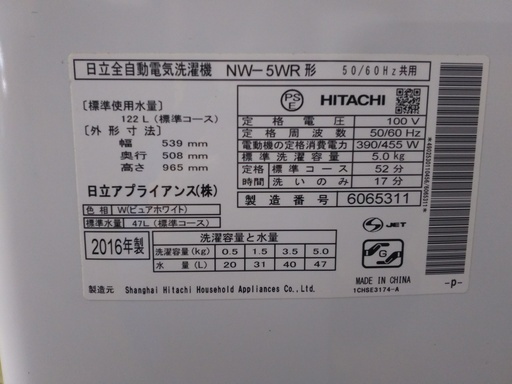 日立全自動電気洗濯機 NW-5WR 形 50/60Hz共用
〔標準使用水量〕
122L（標準コース）
〔外形寸法〕
幅 539 mm
奥行 508 mm
高さ 965 mm
日立アプライアンス(株)
色相 W(ピュアホワイト)
標準水量 47L(標準コース)
PSE HITACHI
定格電圧 100 V
定格周波数 50/60 Hz
電動機の定格消費電力 390/455 W
標準洗濯容量 5.0kg
定格時間 標準コース 52分
洗いのみ 17分
製造番号 6065311
2016年製
洗濯容量と水量
洗濯容量(kg) 0.5 1.5 3.5 5.0
水量(L) 20 31 40 47
S-JET
G
MADE IN CHINA
1CHSE3174-A
製造元 Shanghai Hitachi Household Appliances Co.,Ltd.
-p-